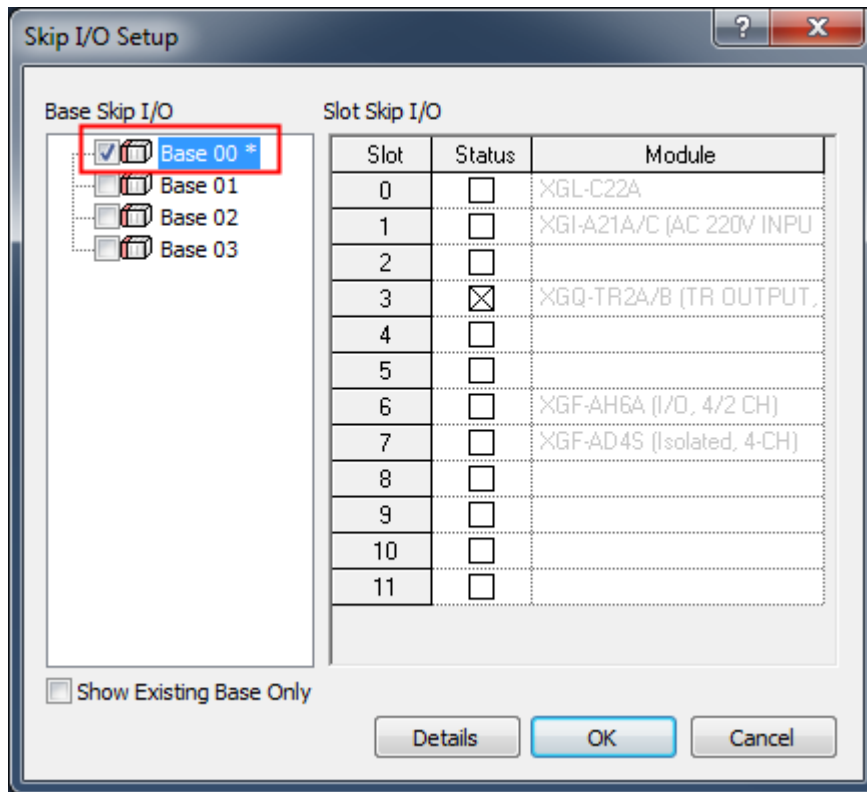 Skip I/O Setup
?
X
Base Skip I/O
Base 00 *
Base 01
Base 02
Base 03
Show Existing Base Only
Slot Skip I/O
Slot Status Module
0 XGL-C22A
1 XGI-A21A/C (AC 220V INPU
2
3 XGQ-TR2A/B (TR OUTPUT,
4
5
6 XGF-AH6A (I/O, 4/2 CH)
7 XGF-AD4S (Isolated, 4-CH)
8
9
10
11
Details OK Cancel